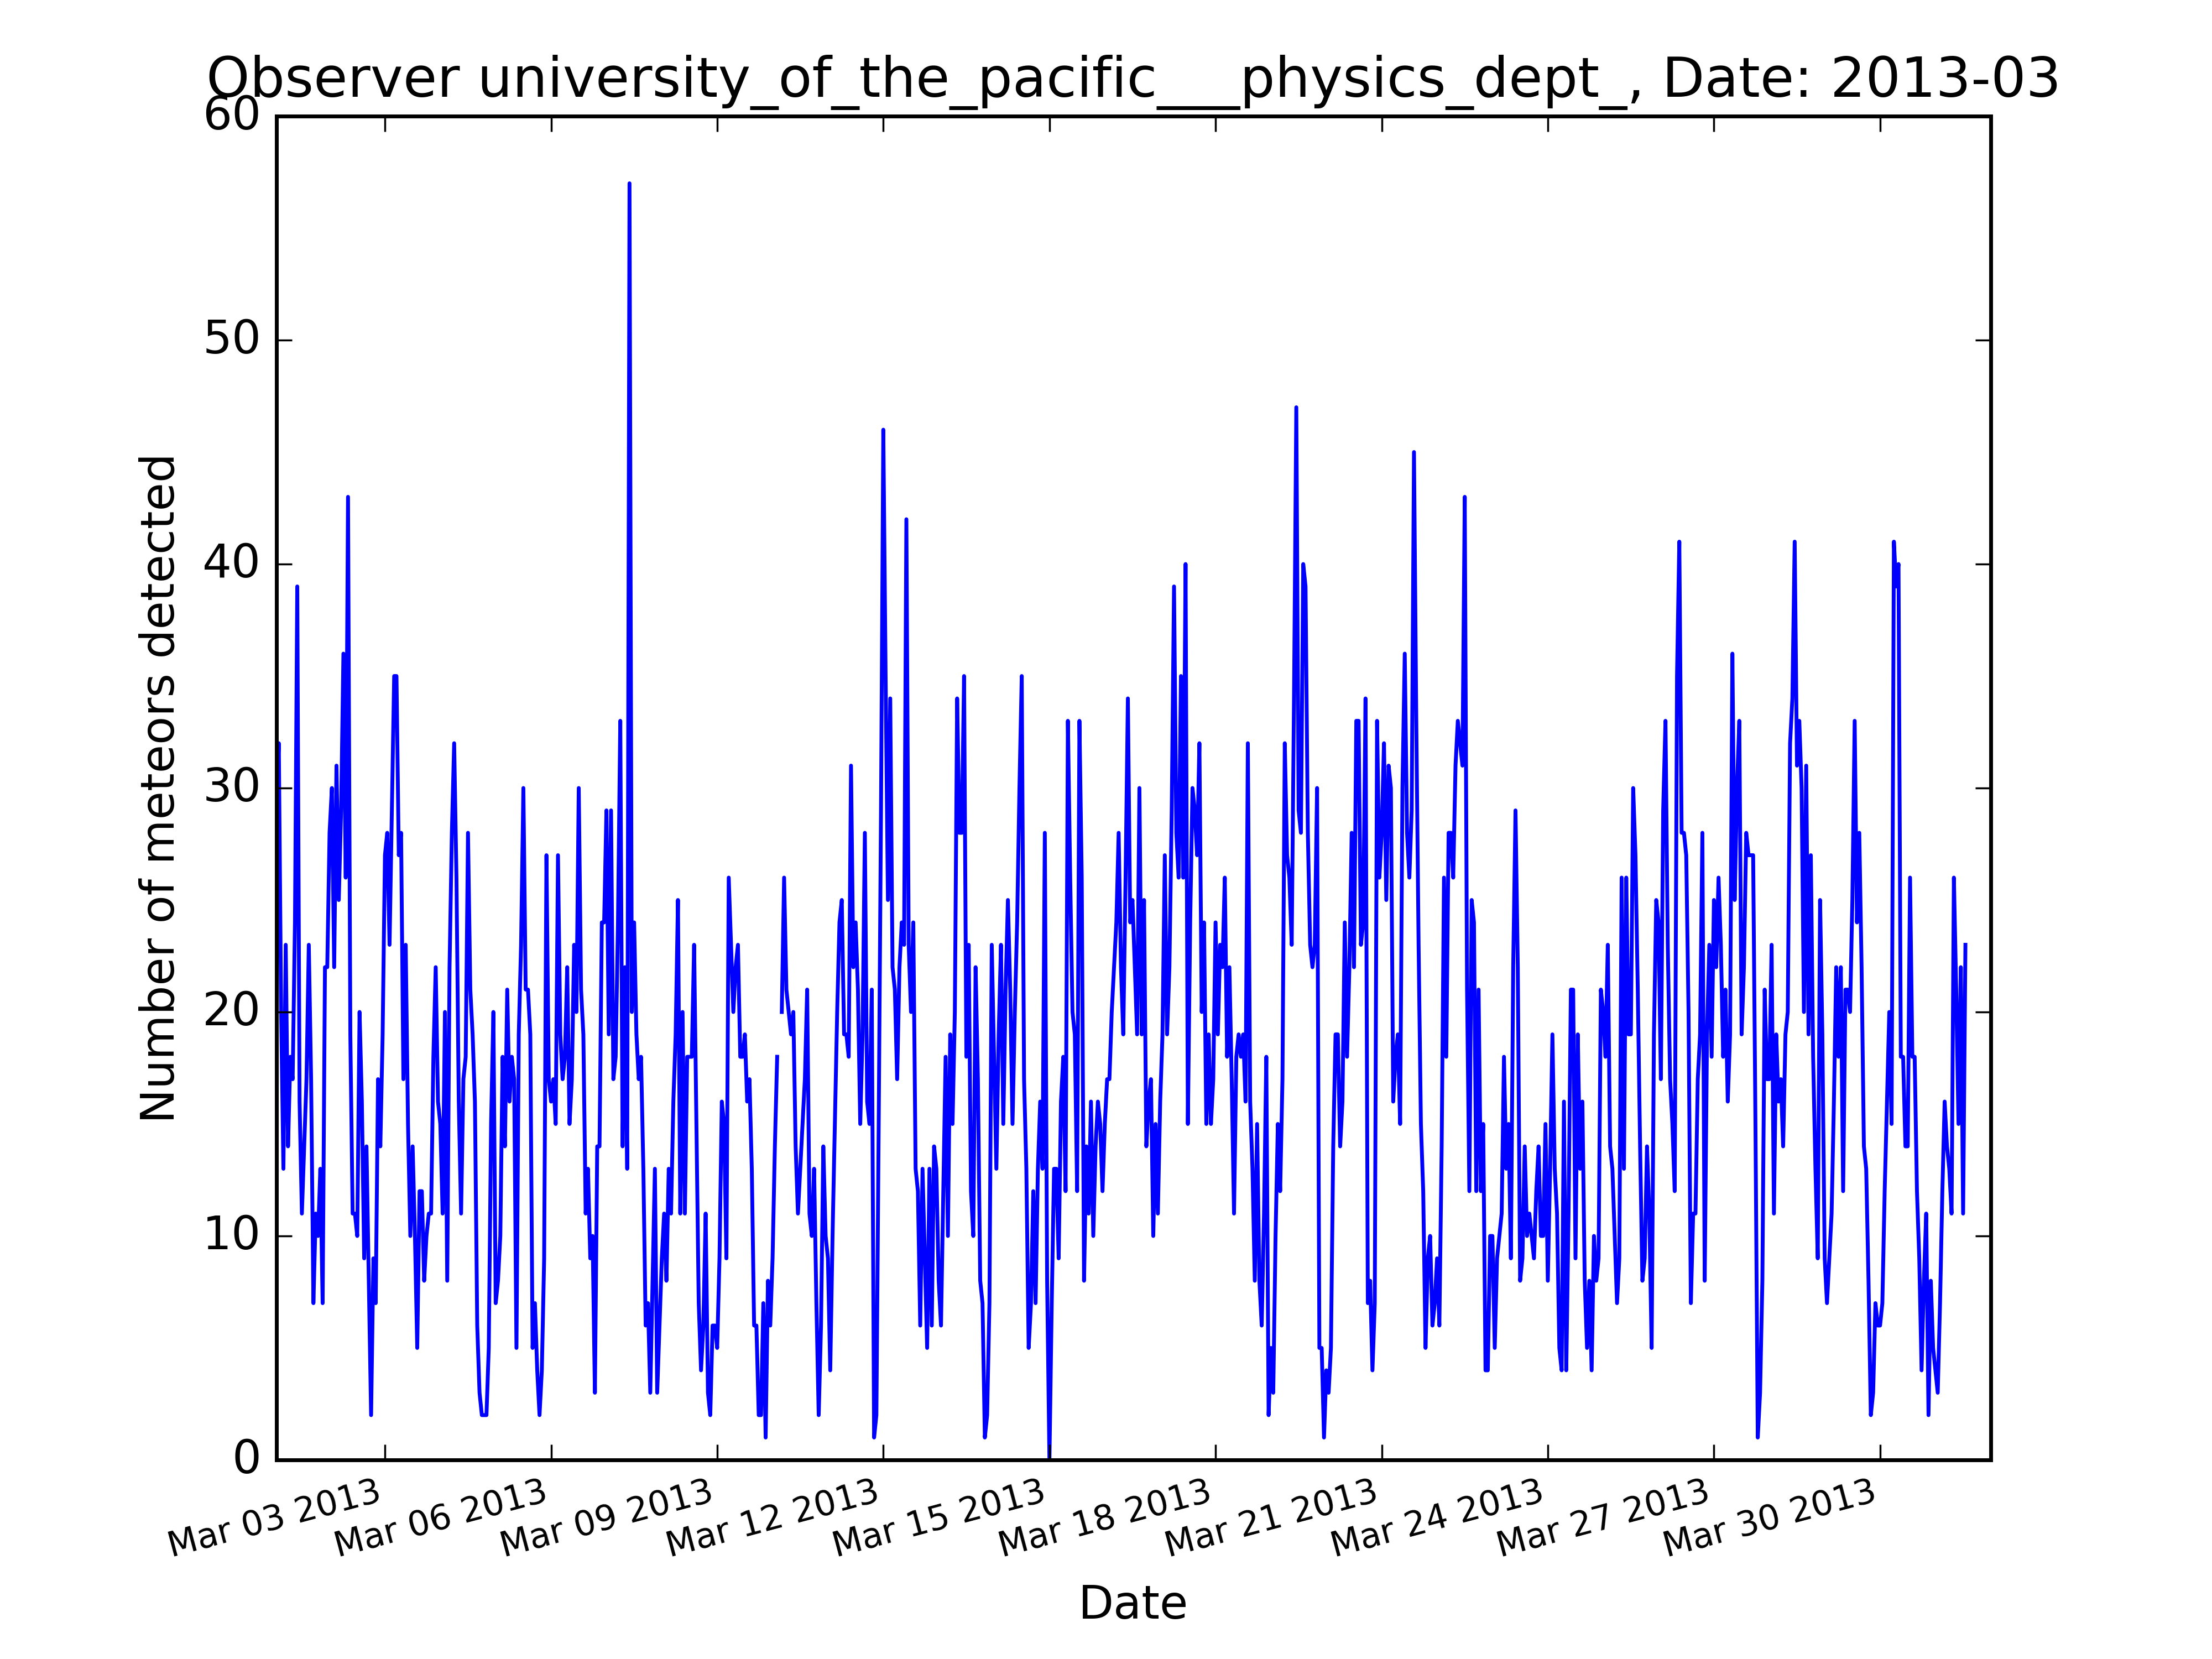 Observer university_of_the_pacific___physics_dept_, Date: 2013-03
60
50
40
30
20
10
0
Number of meteors detected
Mar 03 2013
Mar 06 2013
Mar 09 2013
Mar 12 2013
Mar 15 2013
Mar 18 2013
Mar 21 2013
Mar 24 2013
Mar 27 2013
Mar 30 2013
Date